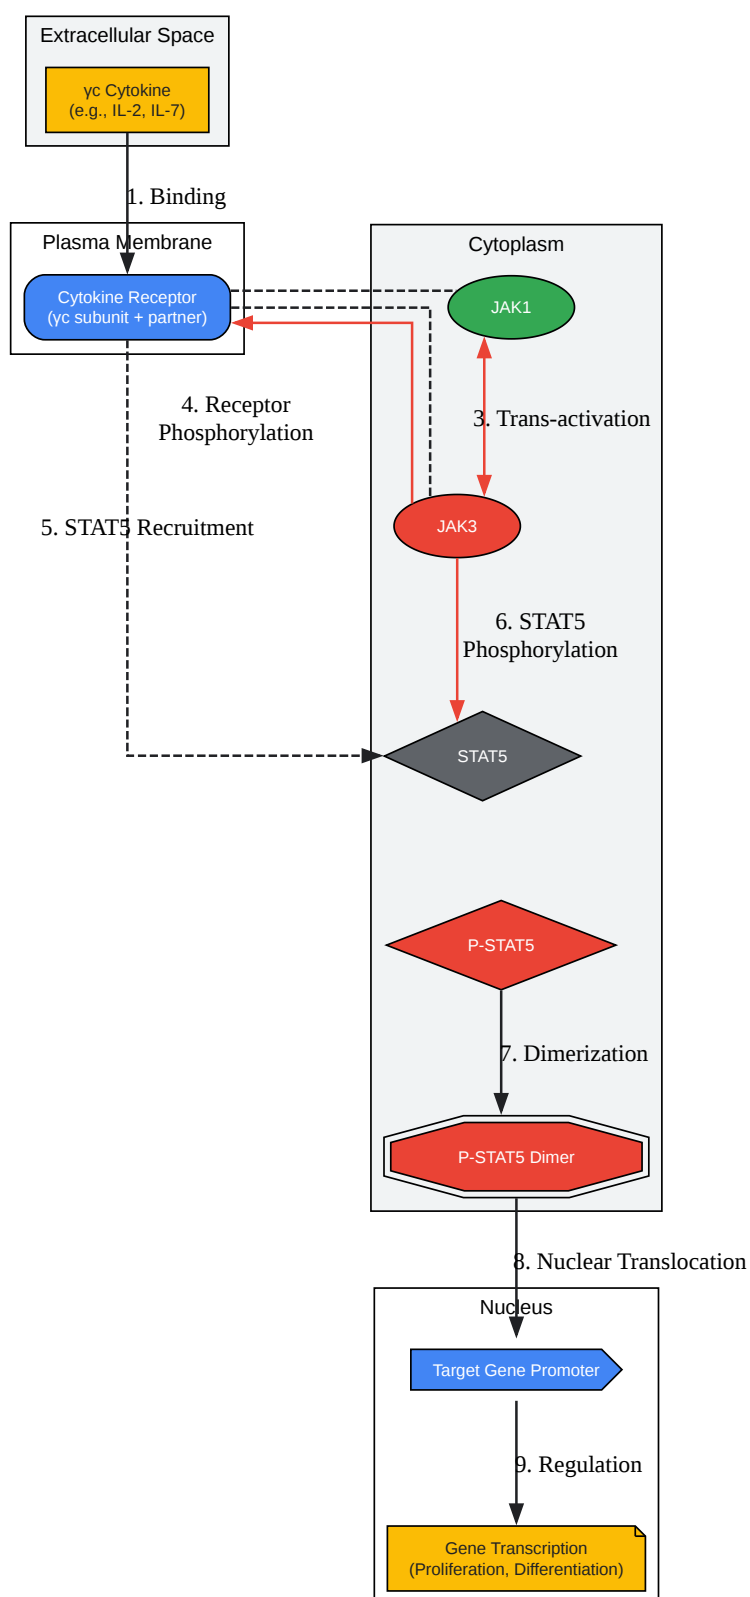 Extracellular Space
γc Cytokine
(e.g., IL-2, IL-7)
1. Binding
Plasma Membrane
Cytokine Receptor
(γc subunit + partner)
Cytoplasm
JAK1
4. Receptor
Phosphorylation
3. Trans-activation
5. STAT5 Recruitment
JAK3
6. STAT5
Phosphorylation
STAT5
P-STAT5
7. Dimerization
P-STAT5 Dimer
8. Nuclear Translocation
Nucleus
Target Gene Promoter
9. Regulation
Gene Transcription
(Proliferation, Differentiation)